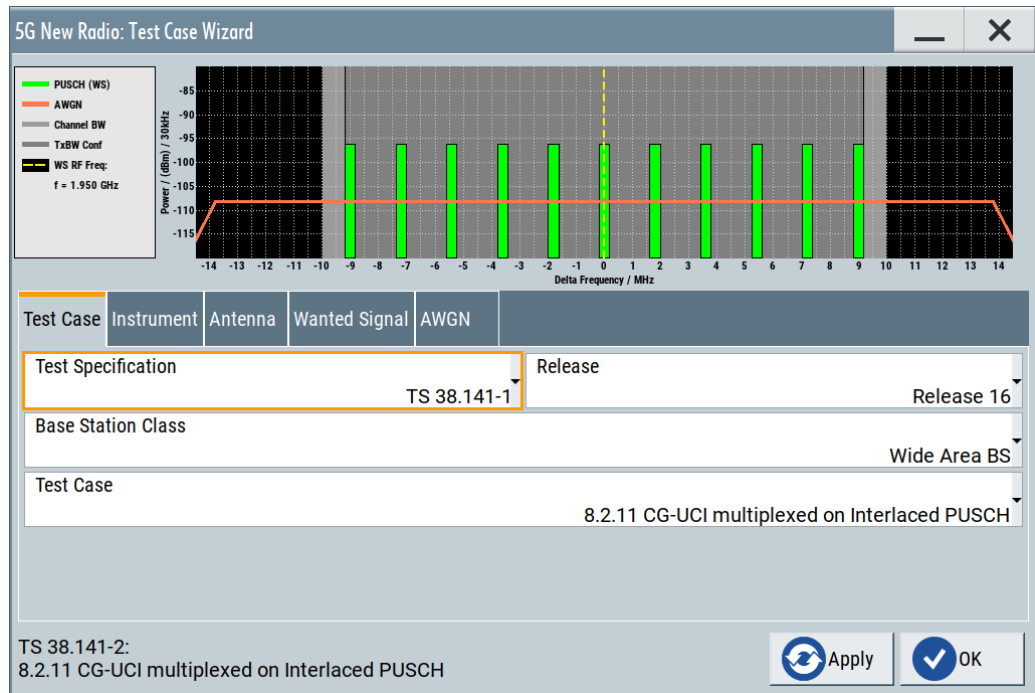 5G New Radio: Test Case Wizard
PUSCH (WS)
AWGN
Channel BW
TxBW Conf
WS RF Freq:
f = 1.950 GHz
Power / (dBm) / 30kHz
-85
-90
-95
-100
-105
-110
-115
-14 -13 -12 -11 -10 -9 -8 -7 -6 -5 -4 -3 -2 -1 0 1 2 3 4 5 6 7 8 9 10 11 12 13 14
Delta Frequency / MHz
Test Case Instrument Antenna Wanted Signal AWGN
Test Specification
TS 38.141-1
Release
Release 16
Base Station Class
Wide Area BS
Test Case
8.2.11 CG-UCI multiplexed on Interlaced PUSCH
TS 38.141-2:
8.2.11 CG-UCI multiplexed on Interlaced PUSCH
Apply
OK